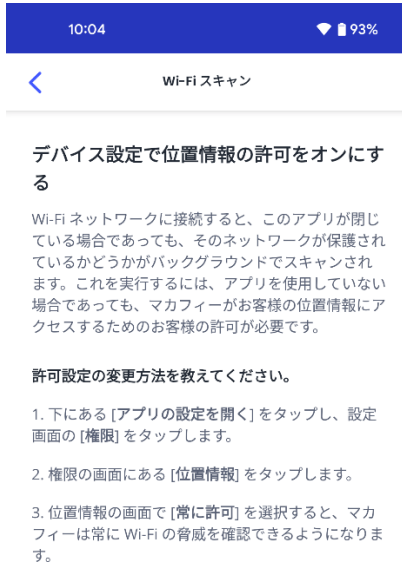 10:04
93%
Wi-Fi スキャン
デバイス設定で位置情報の許可をオンにす
る
Wi-Fi ネットワークに接続すると、このアプリが閉じ
ている場合であっても、そのネットワークが保護され
ているかどうかがバックグラウンドでスキャンされ
ます。これを実行するには、アプリを使用していない
場合であっても、マカフィーがお客様の位置情報にア
クセスするためのお客様の許可が必要です。
許可設定の変更方法を教えてください。
1. 下にある [アプリの設定を開く] をタップし、設定
画面の [権限] をタップします。
2. 権限の画面にある [位置情報] をタップします。
3. 位置情報の画面で [常に許可] を選択すると、マカ
フィーは常に Wi-Fi の脅威を確認できるようになりま
す。